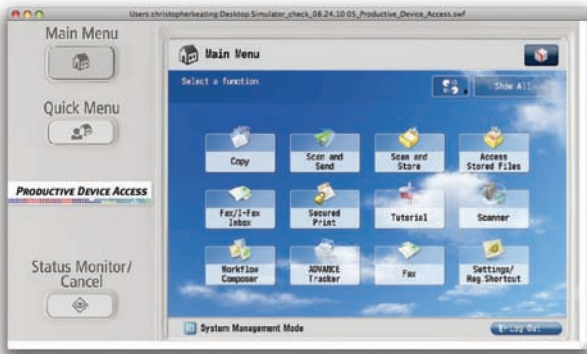 Users:christopherkeating:Desktop:Simulator_check_08.24.10:05_Productive_Device_Access.swf
Main Menu
Quick Menu
PRODUCTIVE DEVICE ACCESS
Status Monitor/
Cancel
Main Menu
Select a function.
Show All
Copy
Scan and
Send
Scan and
Store
Access
Stored Files
Fax/I-Fax
Inbox
Secured
Print
Tutorial
Scanner
Workflow
Composer
ADVANCE
Tracker
Fax
Settings/
Reg.Shortcut
ID System Management Mode
Log Out